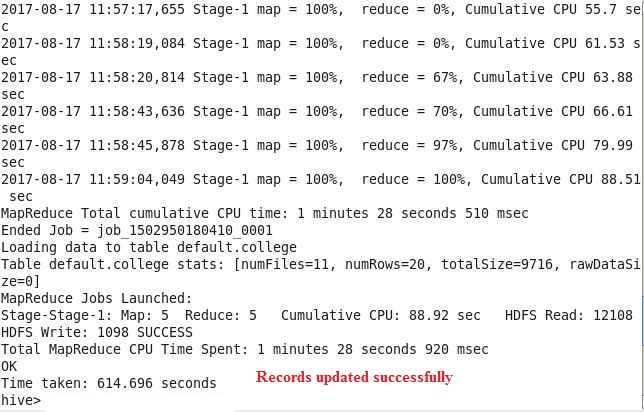 2017-08-17 11:57:17,655 Stage-1 map = 100%,  reduce = 0%, Cumulative CPU 55.7 se
c
2017-08-17 11:58:19,084 Stage-1 map = 100%,  reduce = 0%, Cumulative CPU 61.53 s
ec
2017-08-17 11:58:20,814 Stage-1 map = 100%,  reduce = 67%, Cumulative CPU 63.88
sec
2017-08-17 11:58:43,636 Stage-1 map = 100%,  reduce = 70%, Cumulative CPU 66.61
sec
2017-08-17 11:58:45,878 Stage-1 map = 100%,  reduce = 97%, Cumulative CPU 79.99
sec
2017-08-17 11:59:04,049 Stage-1 map = 100%,  reduce = 100%, Cumulative CPU 88.51
 sec
MapReduce Total cumulative CPU time: 1 minutes 28 seconds 510 msec
Ended Job = job_1502950180410_0001
Loading data to table default.college
Table default.college stats: [numFiles=11, numRows=20, totalSize=9716, rawDataSi
ze=0]
MapReduce Jobs Launched:
Stage-Stage-1: Map: 5  Reduce: 5   Cumulative CPU: 88.92 sec   HDFS Read: 12108
HDFS Write: 1098 SUCCESS
Total MapReduce CPU Time Spent: 1 minutes 28 seconds 920 msec
OK
Time taken: 614.696 seconds
Records updated successfully
hive>